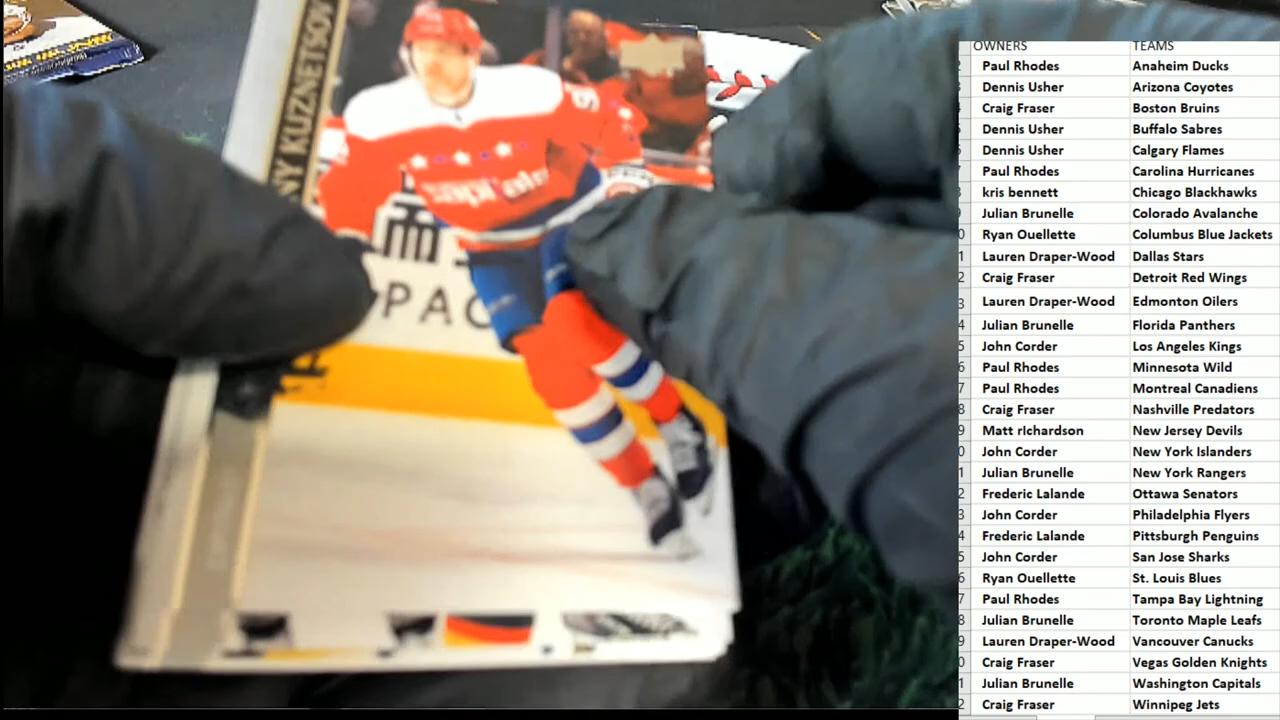 NY KUZNETSOV
Capitals
PAC
OWNERS TEAMS
Paul Rhodes Anaheim Ducks
Dennis Usher Arizona Coyotes
Craig Fraser Boston Bruins
Dennis Usher Buffalo Sabres
Dennis Usher Calgary Flames
Paul Rhodes Carolina Hurricanes
kris bennett Chicago Blackhawks
Julian Brunelle Colorado Avalanche
Ryan Ouellette Columbus Blue Jackets
Lauren Draper-Wood Dallas Stars
Craig Fraser Detroit Red Wings
Lauren Draper-Wood Edmonton Oilers
Julian Brunelle Florida Panthers
John Corder Los Angeles Kings
Paul Rhodes Minnesota Wild
Paul Rhodes Montreal Canadiens
Craig Fraser Nashville Predators
Matt rIchardson New Jersey Devils
John Corder New York Islanders
Julian Brunelle New York Rangers
Frederic Lalande Ottawa Senators
John Corder Philadelphia Flyers
Frederic Lalande Pittsburgh Penguins
John Corder San Jose Sharks
Ryan Ouellette St. Louis Blues
Paul Rhodes Tampa Bay Lightning
Julian Brunelle Toronto Maple Leafs
Lauren Draper-Wood Vancouver Canucks
Craig Fraser Vegas Golden Knights
Julian Brunelle Washington Capitals
Craig Fraser Winnipeg Jets